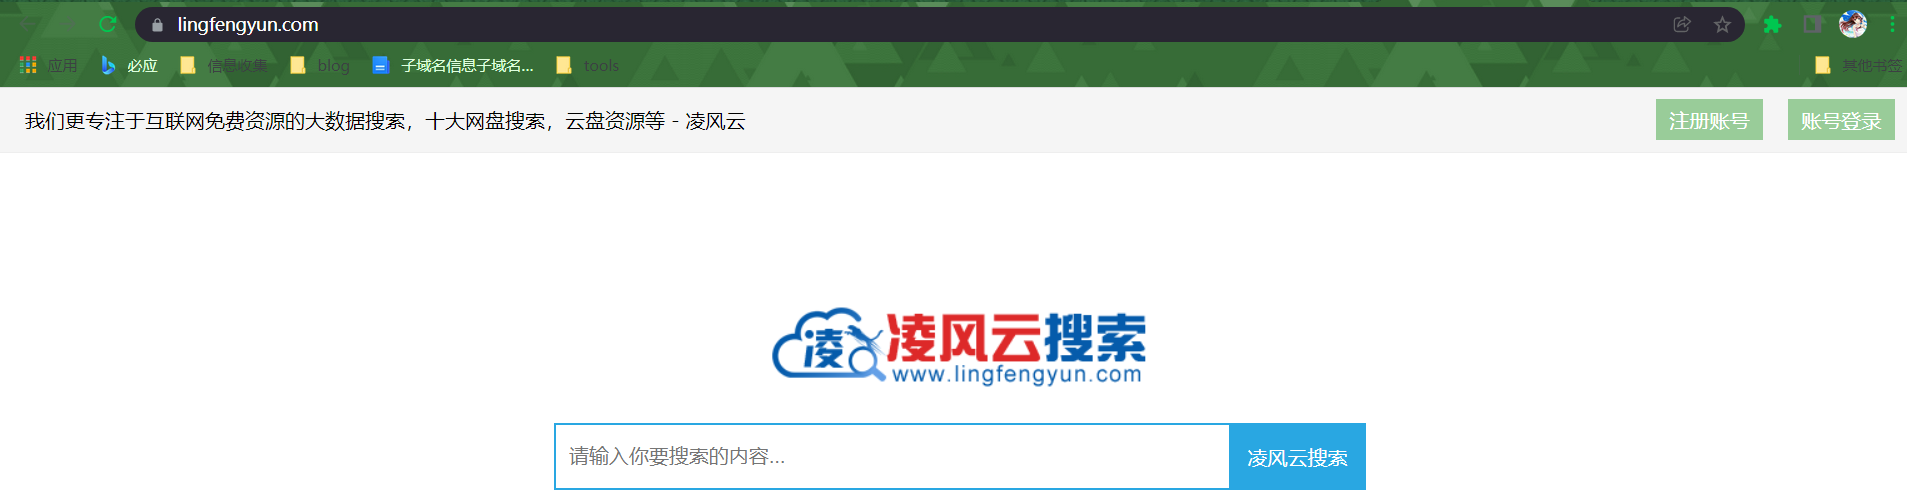 lingfengyun.com
应用 必应 信息收集 blog 子域名信息子域名... tools 其他书签
我们更专注于互联网免费资源的大数据搜索，十大网盘搜索，云盘资源等 - 凌风云 注册账号 账号登录
凌 凌风云搜索
www.lingfengyun.com
请输入你要搜索的内容... 凌风云搜索